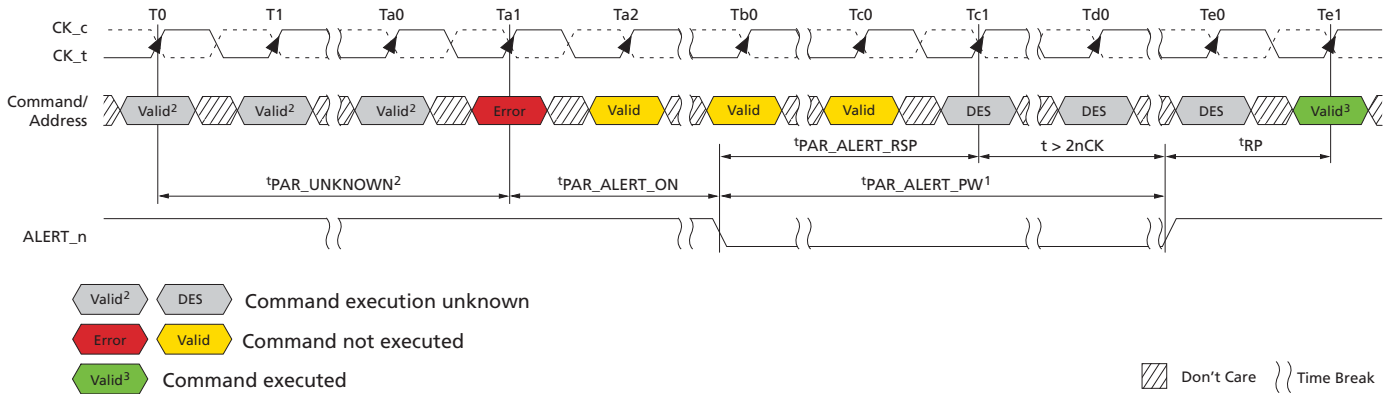 T0 T1 Ta0 Ta1 Ta2 Tb0 Tc0 Tc1 Td0 Te0 Te1
CK_c
CK_t
Command/
Address
Valid² Valid² Valid² Error Valid Valid Valid DES DES DES Valid³
tPAR_ALERT_RSP t > 2nCK tRP
tPAR_UNKNOWN² tPAR_ALERT_ON tPAR_ALERT_PW¹
ALERT_n
Valid² DES Command execution unknown
Error Valid Command not executed
Valid³ Command executed
Don't Care Time Break